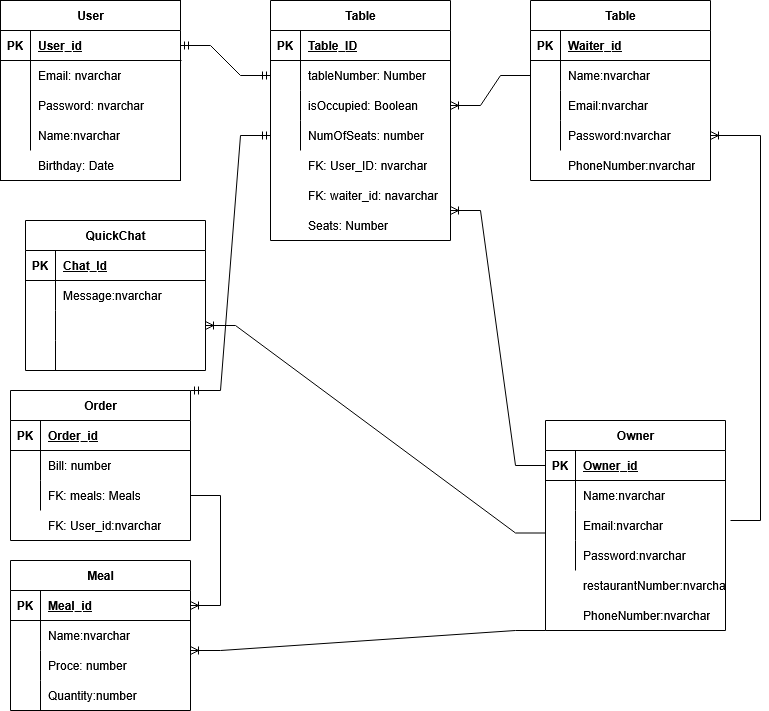 User
PK User_id
Email: nvarchar
Password: nvarchar
Name:nvarchar
Birthday: Date
Table
PK Table_ID
tableNumber: Number
isOccupied: Boolean
NumOfSeats: number
FK: User_ID: nvarchar
FK: waiter_id: navarchar
Seats: Number
Table
PK Waiter_id
Name:nvarchar
Email:nvarchar
Password:nvarchar
PhoneNumber:nvarchar
QuickChat
PK Chat_Id
Message:nvarchar
Order
PK Order_id
Bill: number
FK: meals: Meals
FK: User_id:nvarchar
Owner
PK Owner_id
Name:nvarchar
Email:nvarchar
Password:nvarchar
restaurantNumber:nvarcha
PhoneNumber:nvarchar
Meal
PK Meal_id
Name:nvarchar
Proce: number
Quantity:number